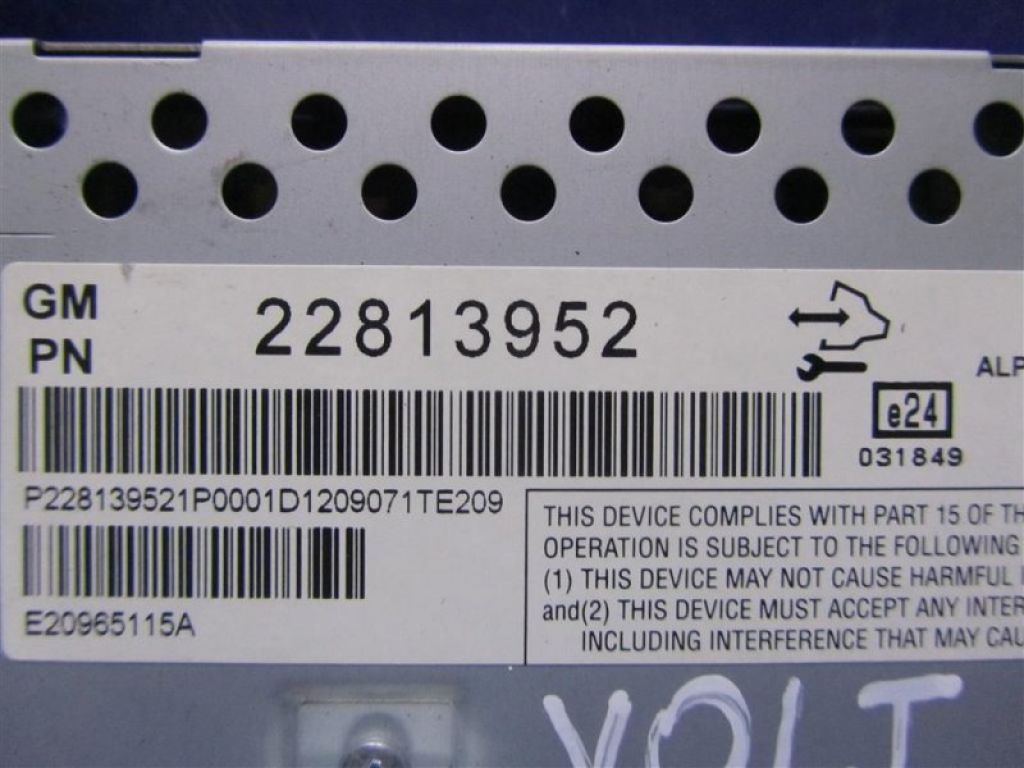 GM
PN
22813952
ALP
e24
031849
P228139521P0001D1209071TE209
E20965115A
THIS DEVICE COMPLIES WITH PART 15 OF TH
OPERATION IS SUBJECT TO THE FOLLOWING
(1) THIS DEVICE MAY NOT CAUSE HARMFUL
and(2) THIS DEVICE MUST ACCEPT ANY INTER
INCLUDING INTERFERENCE THAT MAY CAU
VOLT